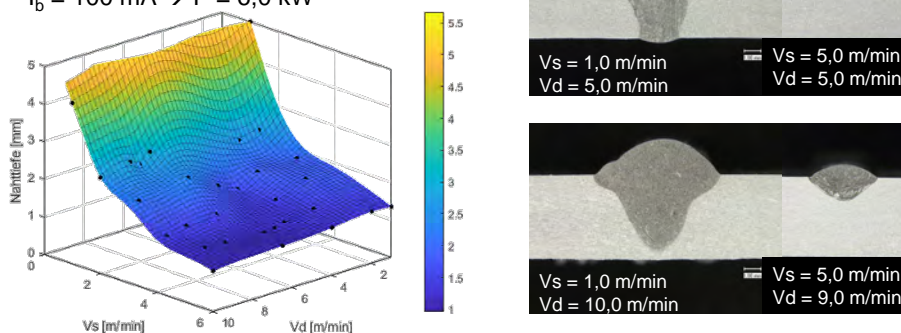 I_b = 100 mA → P = 6,0 kW
5
4
3
2
1
0
Nahttiefe [mm]
0
2
4
6
Vs [m/min]
10
8
6
4
2
Vd [m/min]
5.5
5
4.5
4
3.5
3
2.5
2
1.5
1
Vs = 1,0 m/min
Vd = 5,0 m/min
Vs = 5,0 m/min
Vd = 5,0 m/min
Vs = 1,0 m/min
Vd = 10,0 m/min
Vs = 5,0 m/min
Vd = 9,0 m/min